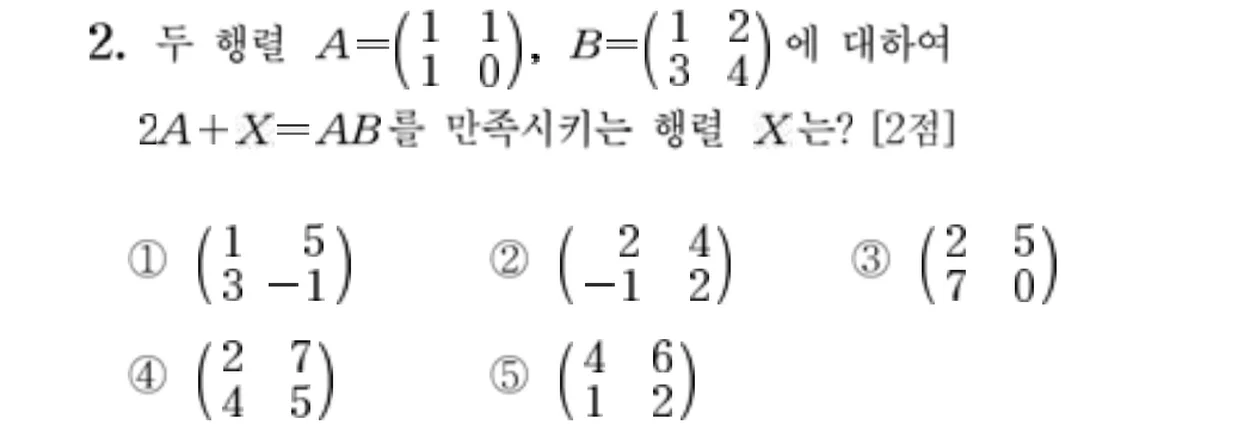 2. 두 행렬 A=(1 1; 1 0), B=(1 2; 3 4)에 대하여
2A+X=AB를 만족시키는 행렬 X는? [2점]
① (1 5; 3 -1) ② (2 4; -1 2) ③ (2 5; 7 0)
④ (2 7; 4 5) ⑤ (4 6; 1 2)